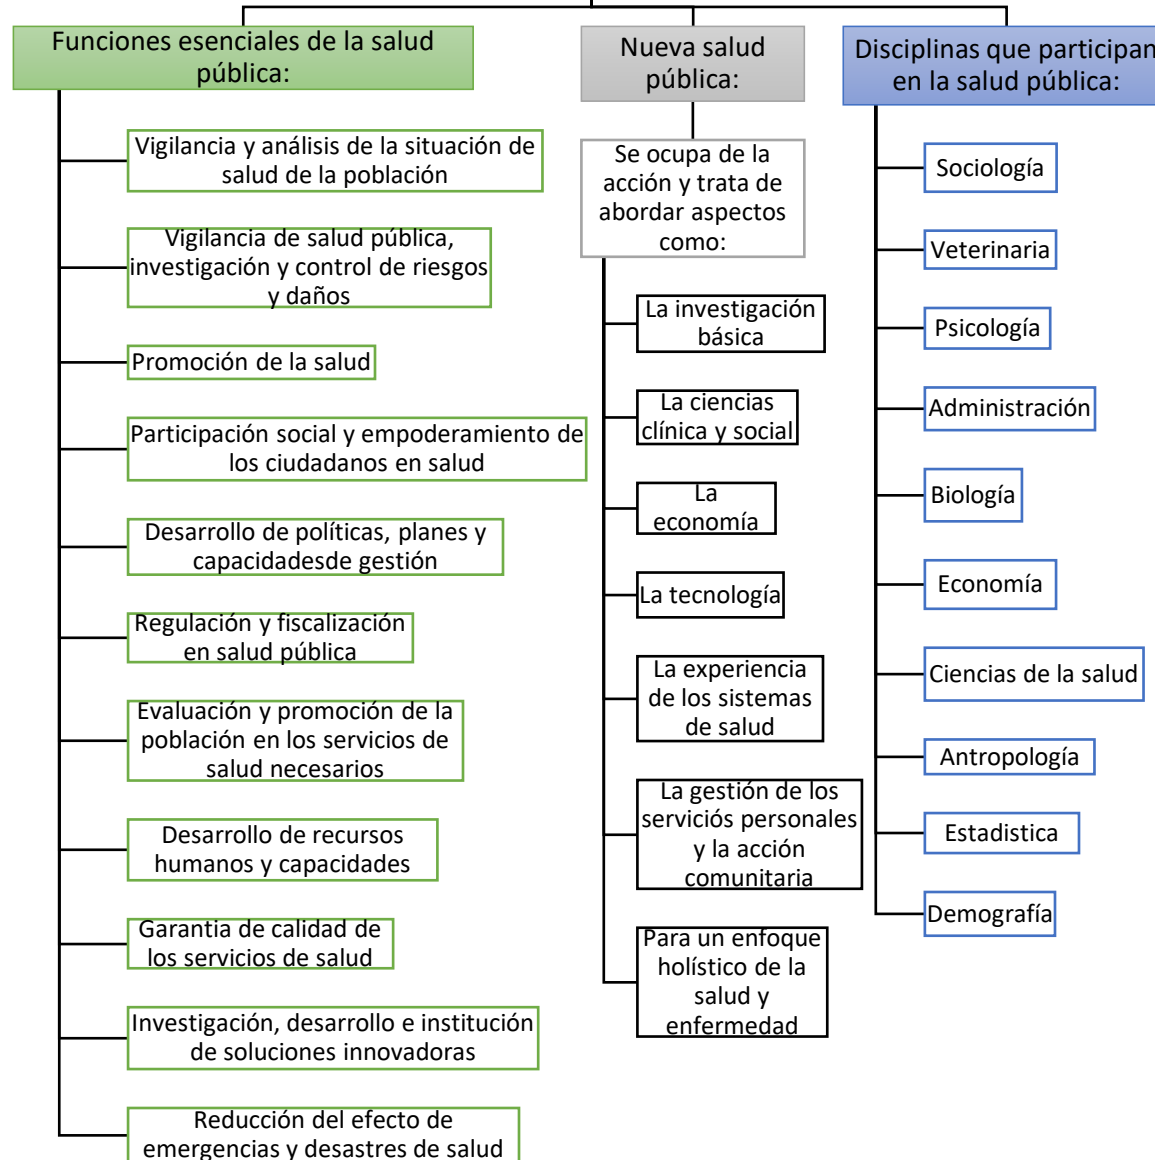 Funciones esenciales de la salud
pública:
Vigilancia y análisis de la situación de
salud de la población
Vigilancia de salud pública,
investigación y control de riesgos
y daños
Promoción de la salud
Participación social y empoderamiento de
los ciudadanos en salud
Desarrollo de políticas, planes y
capacidadesde gestión
Regulación y fiscalización
en salud pública
Evaluación y promoción de la
población en los servicios de
salud necesarios
Desarrollo de recursos
humanos y capacidades
Garantia de calidad de
los servicios de salud
Investigación, desarrollo e institución
de soluciones innovadoras
Reducción del efecto de
emergencias y desastres de salud
Nueva salud
pública:
Se ocupa de la
acción y trata de
abordar aspectos
como:
La investigación
básica
La ciencias
clínica y social
La
economía
La tecnología
La experiencia
de los sistemas
de salud
La gestión de los
serviciós personales
y la acción
comunitaria
Para un enfoque
holístico de la
salud y
enfermedad
Disciplinas que participan
en la salud pública:
Sociología
Veterinaria
Psicología
Administración
Biología
Economía
Ciencias de la salud
Antropología
Estadistica
Demografía